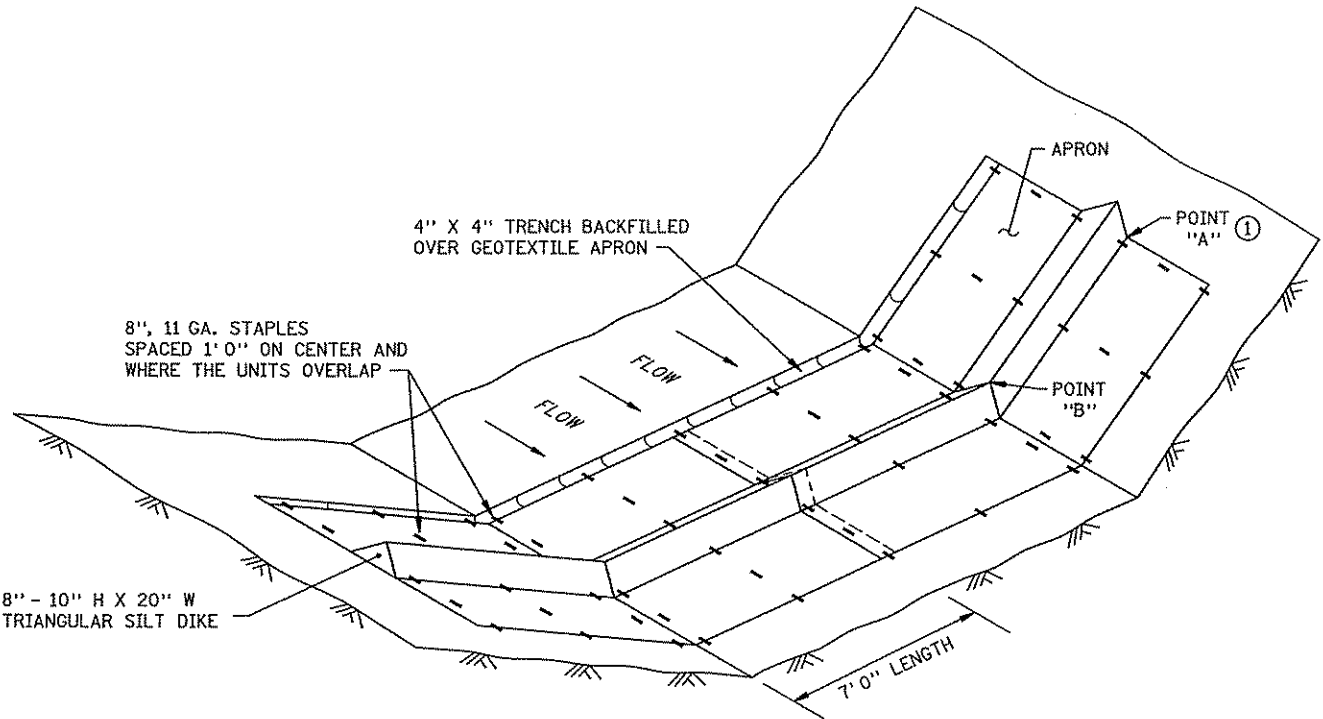 APRON
POINT
"A" ①
4" X 4" TRENCH BACKFILLED
OVER GEOTEXTILE APRON
8", 11 GA. STAPLES
SPACED 1' 0" ON CENTER AND
WHERE THE UNITS OVERLAP
FLOW
FLOW
POINT
"B"
8" - 10" H X 20" W
TRIANGULAR SILT DIKE
7' 0" LENGTH